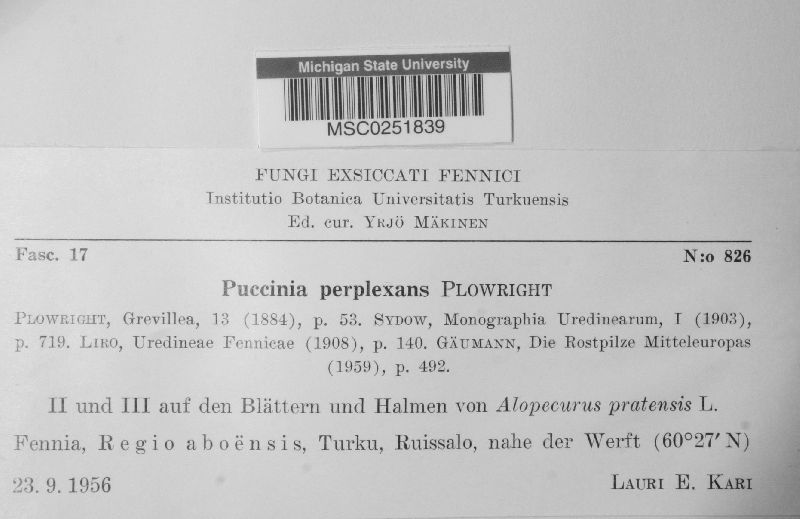 Michigan State University
MSC0251839
FUNGI EXSICCATI FENNICI
Institutio Botanica Universitatis Turkuensis
Ed. cur. YRJÖ MÄKINEN
Fasc. 17 N:o 826
Puccinia perplexans PLOWRIGHT
PLOWRIGHT, Grevillea, 13 (1884), p. 53. SYDOW, Monographia Uredinearum, I (1903),
p. 719. LIRO, Uredineae Fennicae (1908), p. 140. GÄUMANN, Die Rostpilze Mitteleuropas
(1959), p. 492.
II und III auf den Blättern und Halmen von Alopecurus pratensis L.
Fennia, Regio aboënsis, Turku, Ruissalo, nahe der Werft (60°27′ N)
23. 9. 1956 LAURI E. KARI